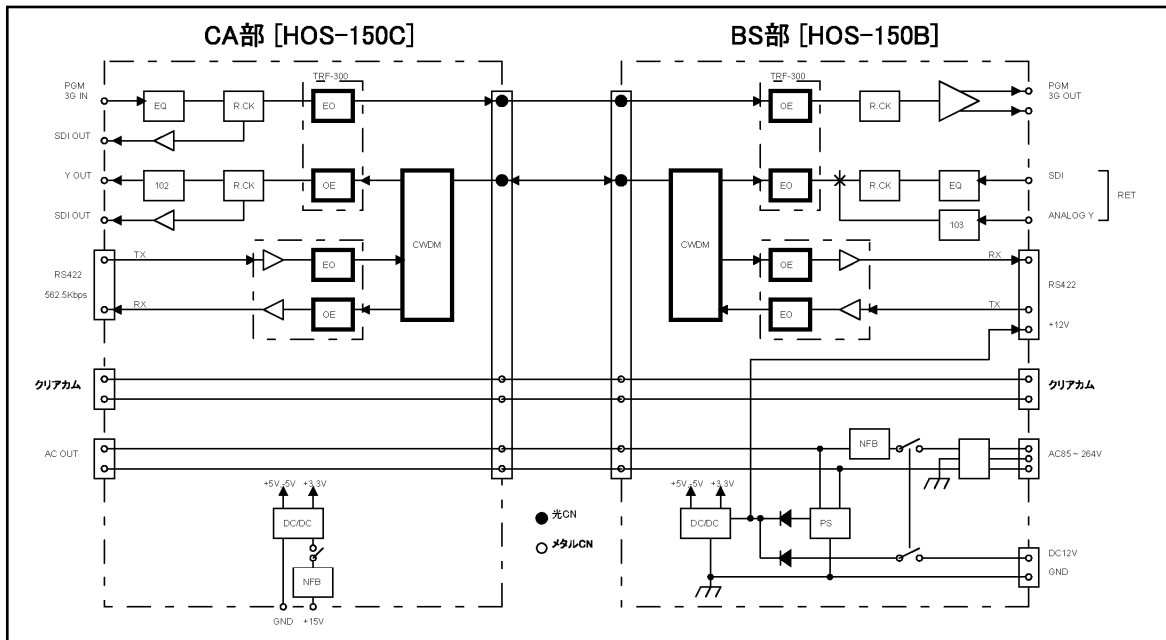 CA部 [HOS-150C]
BS部 [HOS-150B]
TRF-300
TRF-300
PGM
3G IN
EQ
R.CK
EO
OE
R.CK
PGM
3G OUT
SDI OUT
Y OUT
102
R.CK
OE
EO
R.CK
EQ
SDI
RET
SDI OUT
CWDM
CWDM
103
ANALOG Y
TX
EO
OE
RX
RS422
562.5Kbps
RS422
RX
OE
EO
TX
+12V
クリアカム
クリアカム
AC OUT
NFB
AC85~264V
+5V,-5V
+3.3V
+5V,-5V
+3.3V
DC/DC
光CN
DC/DC
PS
メタルCN
NFB
DC12V
GND
GND
+15V